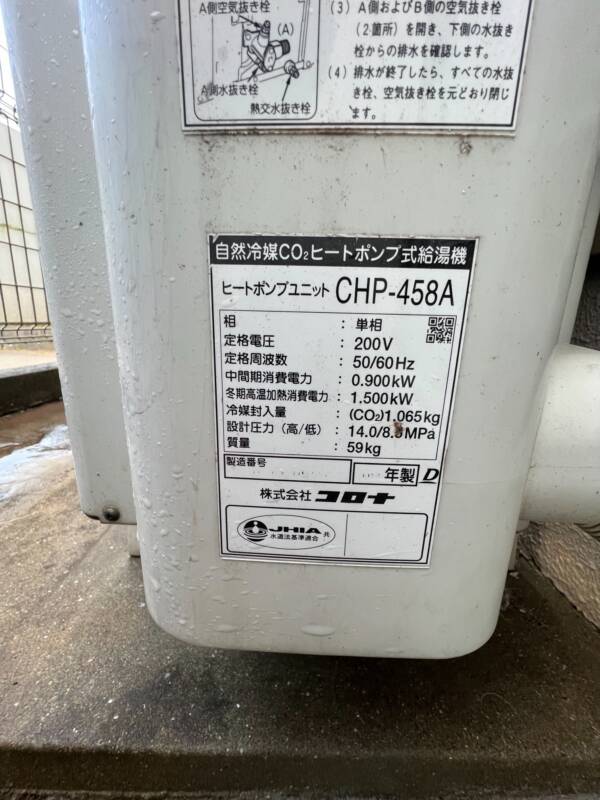 A側空気抜き栓
(A)
A側水抜き栓
熱交水抜き栓
(3) A側およびB側の空気抜き栓
(2箇所) を開き、下側の水抜き
栓からの排水を確認します。
(4) 排水が終了したら、すべての水抜
き栓、空気抜き栓を元どおり閉じ
ます。
自然冷媒CO₂ヒートポンプ式給湯機
ヒートポンプユニット CHP-458A
相 : 単相
定格電圧 : 200V
定格周波数 : 50/60Hz
中間期消費電力 : 0.900kW
冬期高温加熱消費電力 : 1.500kW
冷媒封入量 : (CO₂)1.065kg
設計圧力 (高/低) : 14.0/8.5MPa
質量 : 59kg
製造番号
年製 D
株式会社 コロナ
JHIA
水道法基準適合 共